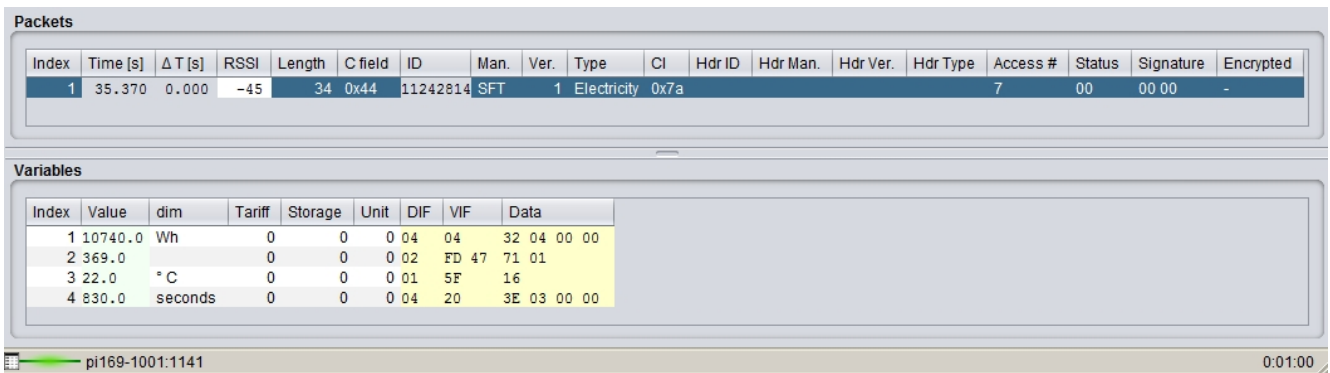 Packets
Index Time [s] Δ T [s] RSSI Length C field ID Man. Ver. Type CI Hdr ID Hdr Man. Hdr Ver. Hdr Type Access # Status Signature Encrypted
1 35.370 0.000 -45 34 0x44 11242814 SFT 1 Electricity 0x7a 7 00 00 00 -
Variables
Index Value dim Tariff Storage Unit DIF VIF Data
1 10740.0 Wh 0 0 0 04 04 32 04 00 00
2 369.0 0 0 0 02 FD 47 71 01
3 22.0 ° C 0 0 0 01 5F 16
4 830.0 seconds 0 0 0 04 20 3E 03 00 00
pi169-1001:1141 0:01:00